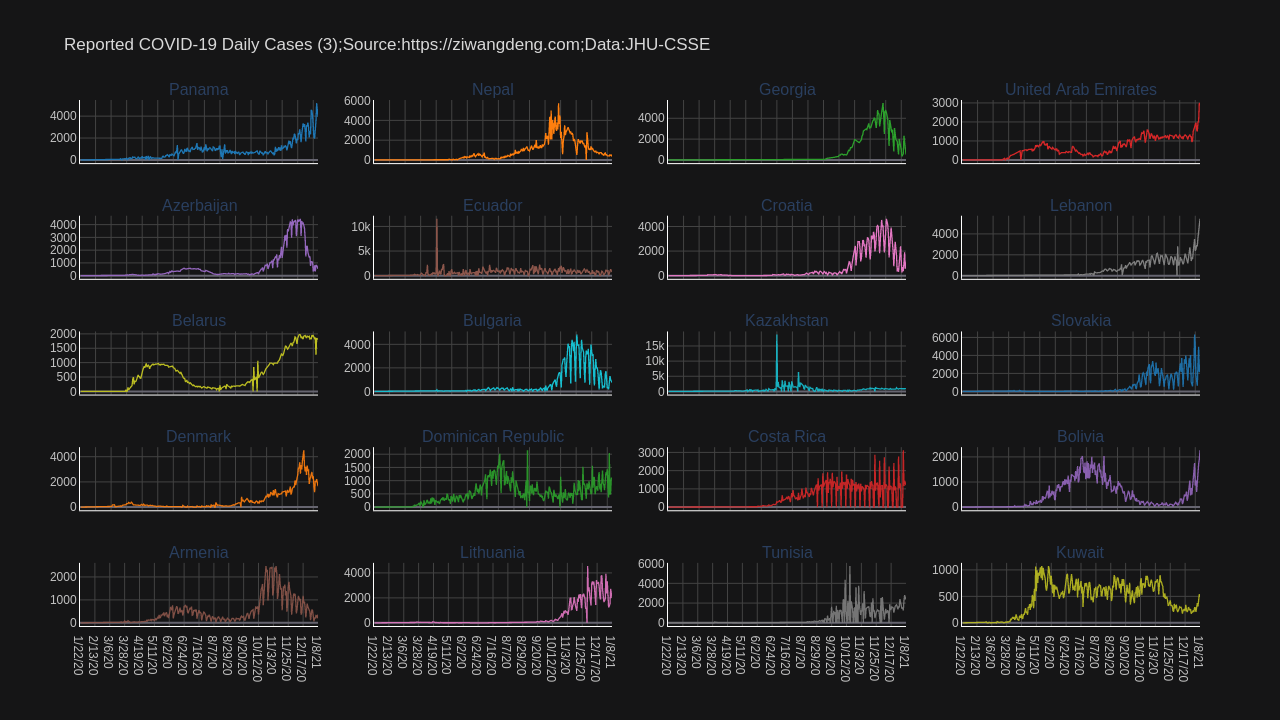 Reported COVID-19 Daily Cases (3);Source:https://ziwangdeng.com;Data:JHU-CSSE
Panama
4000
2000
0
Nepal
6000
4000
2000
0
Georgia
4000
2000
0
United Arab Emirates
3000
2000
1000
0
Azerbaijan
4000
3000
2000
1000
0
Ecuador
10k
5k
0
Croatia
4000
2000
0
Lebanon
4000
2000
0
Belarus
2000
1500
1000
500
0
Bulgaria
4000
2000
0
Kazakhstan
15k
10k
5k
0
Slovakia
6000
4000
2000
0
Denmark
4000
2000
0
Dominican Republic
2000
1500
1000
500
0
Costa Rica
3000
2000
1000
0
Bolivia
2000
1000
0
Armenia
2000
1000
0
Lithuania
4000
2000
0
Tunisia
6000
4000
2000
0
Kuwait
1000
500
0
1/22/20 2/13/20 3/6/20 3/28/20 4/19/20 5/11/20 6/2/20 6/24/20 7/16/20 8/7/20 8/29/20 9/20/20 10/12/20 11/3/20 11/25/20 12/17/20 1/8/21
1/22/20 2/13/20 3/6/20 3/28/20 4/19/20 5/11/20 6/2/20 6/24/20 7/16/20 8/7/20 8/29/20 9/20/20 10/12/20 11/3/20 11/25/20 12/17/20 1/8/21
1/22/20 2/13/20 3/6/20 3/28/20 4/19/20 5/11/20 6/2/20 6/24/20 7/16/20 8/7/20 8/29/20 9/20/20 10/12/20 11/3/20 11/25/20 12/17/20 1/8/21
1/22/20 2/13/20 3/6/20 3/28/20 4/19/20 5/11/20 6/2/20 6/24/20 7/16/20 8/7/20 8/29/20 9/20/20 10/12/20 11/3/20 11/25/20 12/17/20 1/8/21